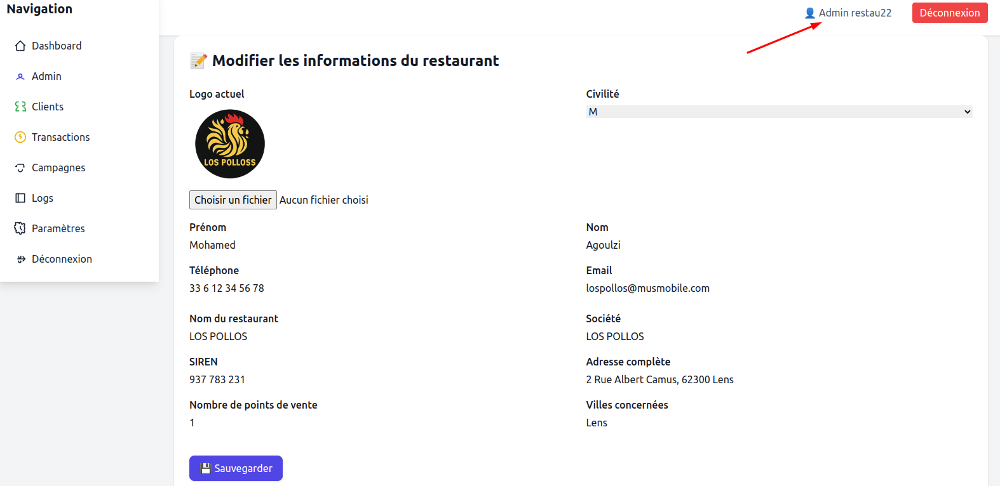 Navigation
Dashboard
Admin
Clients
Transactions
Campagnes
Logs
Paramètres
Déconnexion
👤 Admin restau22
Déconnexion
📝 Modifier les informations du restaurant
Logo actuel
LOS POLLOSS
Choisir un fichier Aucun fichier choisi
Civilité
M
Prénom
Mohamed
Nom
Agoulzi
Téléphone
33 6 12 34 56 78
Email
lospollos@musmobile.com
Nom du restaurant
LOS POLLOS
Société
LOS POLLOS
SIREN
937 783 231
Adresse complète
2 Rue Albert Camus, 62300 Lens
Nombre de points de vente
1
Villes concernées
Lens
💾 Sauvegarder